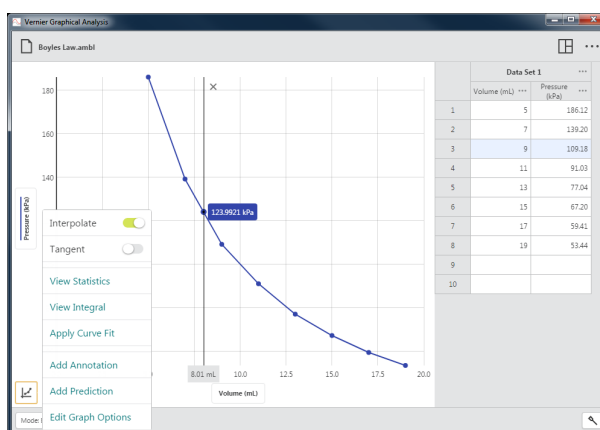 Vernier Graphical Analysis
Boyles Law.ambl
180
160
140
Pressure (kPa)
123.9921 kPa
Interpolate
Tangent
View Statistics
View Integral
Apply Curve Fit
Add Annotation
Add Prediction
Edit Graph Options
8.01 mL
10.0
12.5
15.0
17.5
20.0
Volume (mL)
Mode:
Data Set 1 ...
Volume (mL) ... Pressure (kPa) ...
1 5 186.12
2 7 139.20
3 9 109.18
4 11 91.03
5 13 77.04
6 15 67.20
7 17 59.41
8 19 53.44
9
10